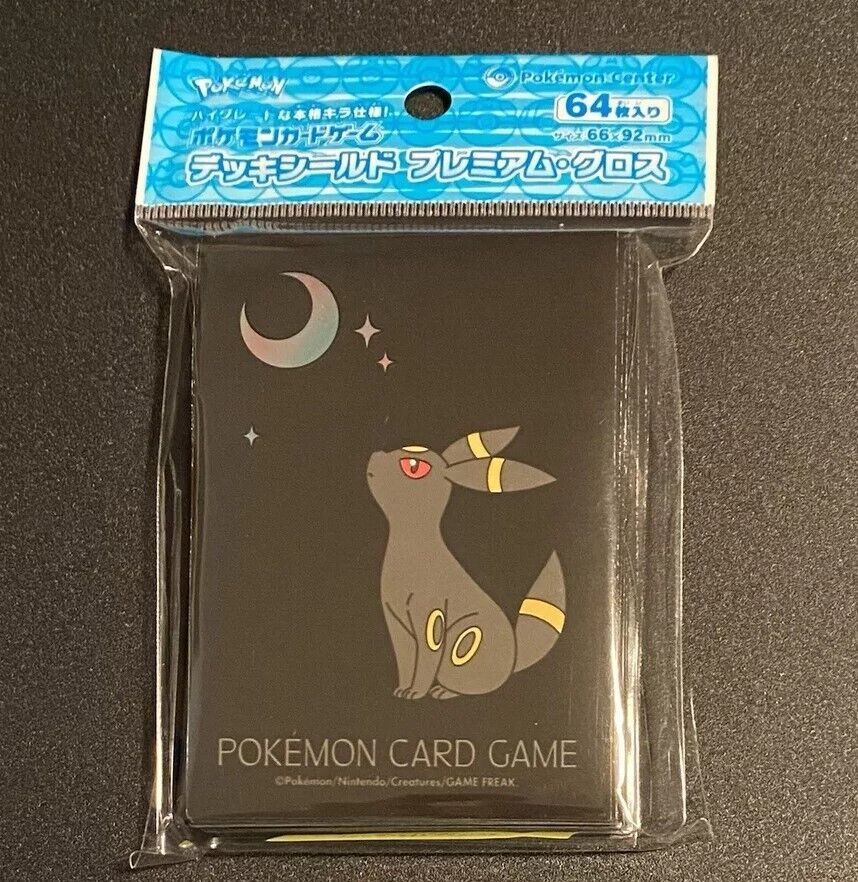 POKéMON
Pokémon Center
ハイグレードな本格キラ仕様!
64枚入り
ポケモンカードゲーム
サイズ 66×92mm
デッキシールド プレミアム・グロス
POKÉMON CARD GAME
©Pokémon/Nintendo/Creatures/GAME FREAK.